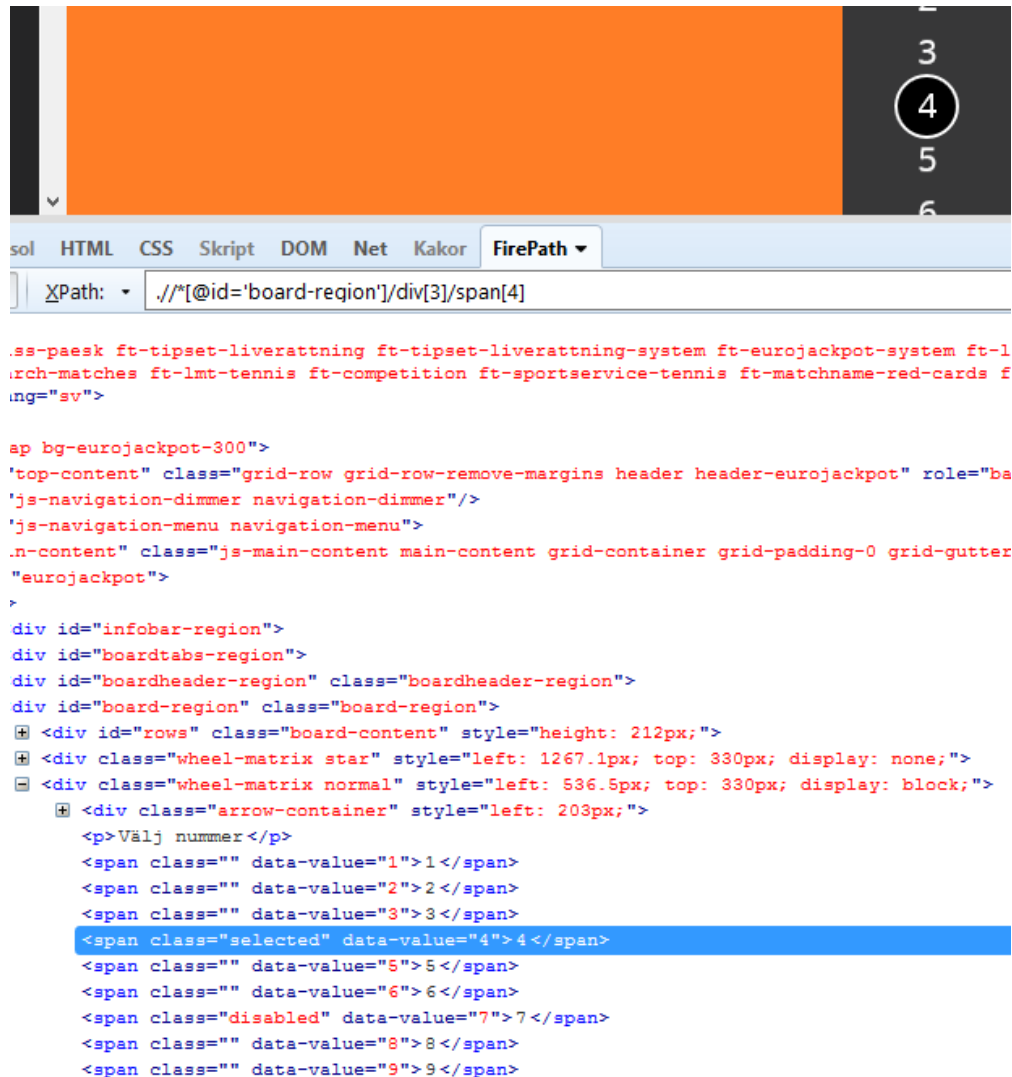 3
4
5
6
sol HTML CSS Skript DOM Net Kakor FirePath
XPath: .//*[@id='board-region']/div[3]/span[4]
.ss-paesk ft-tipset-liverattning ft-tipset-liverattning-system ft-eurojackpot-system ft-l
arch-matches ft-lmt-tennis ft-competition ft-sportservice-tennis ft-matchname-red-cards f
ang="sv">
ap bg-eurojackpot-300">
"top-content" class="grid-row grid-row-remove-margins header header-eurojackpot" role="ba
"js-navigation-dimmer navigation-dimmer"/>
"js-navigation-menu navigation-menu">
in-content" class="js-main-content main-content grid-container grid-padding-0 grid-gutter
"eurojackpot">
>
div id="infobar-region">
div id="boardtabs-region">
div id="boardheader-region" class="boardheader-region">
div id="board-region" class="board-region">
<div id="rows" class="board-content" style="height: 212px;">
<div class="wheel-matrix star" style="left: 1267.1px; top: 330px; display: none;">
<div class="wheel-matrix normal" style="left: 536.5px; top: 330px; display: block;">
<div class="arrow-container" style="left: 203px;">
<p>Välj nummer</p>
<span class="" data-value="1">1</span>
<span class="" data-value="2">2</span>
<span class="" data-value="3">3</span>
<span class="selected" data-value="4">4</span>
<span class="" data-value="5">5</span>
<span class="" data-value="6">6</span>
<span class="disabled" data-value="7">7</span>
<span class="" data-value="8">8</span>
<span class="" data-value="9">9</span>